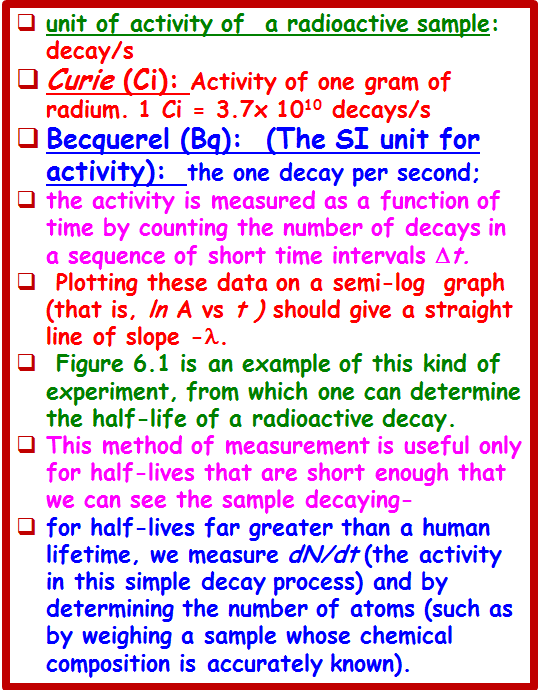 ❑ unit of activity of a radioactive sample:
decay/s
❑ Curie (Ci): Activity of one gram of
radium. 1 Ci = 3.7x 10¹⁰ decays/s
❑ Becquerel (Bq): (The SI unit for
activity): the one decay per second;
❑ the activity is measured as a function of
time by counting the number of decays in
a sequence of short time intervals Δt.
❑ Plotting these data on a semi-log graph
(that is, ln A vs t ) should give a straight
line of slope -λ.
❑ Figure 6.1 is an example of this kind of
experiment, from which one can determine
the half-life of a radioactive decay.
❑ This method of measurement is useful only
for half-lives that are short enough that
we can see the sample decaying-
❑ for half-lives far greater than a human
lifetime, we measure dN/dt (the activity
in this simple decay process) and by
determining the number of atoms (such as
by weighing a sample whose chemical
composition is accurately known).